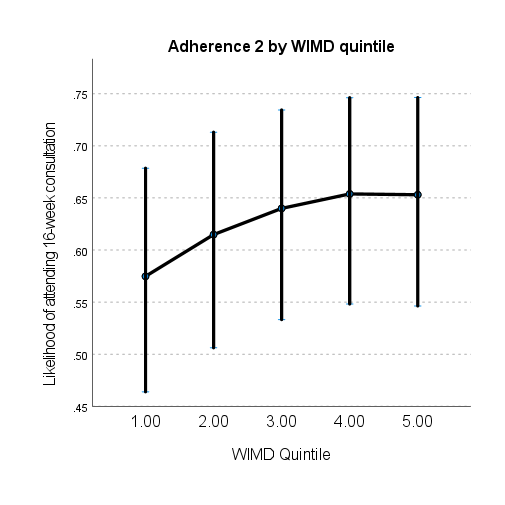 Adherence 2 by WIMD quintile
Likelihood of attending 16-week consultation
.75
.70
.65
.60
.55
.50
.45
1.00 2.00 3.00 4.00 5.00
WIMD Quintile